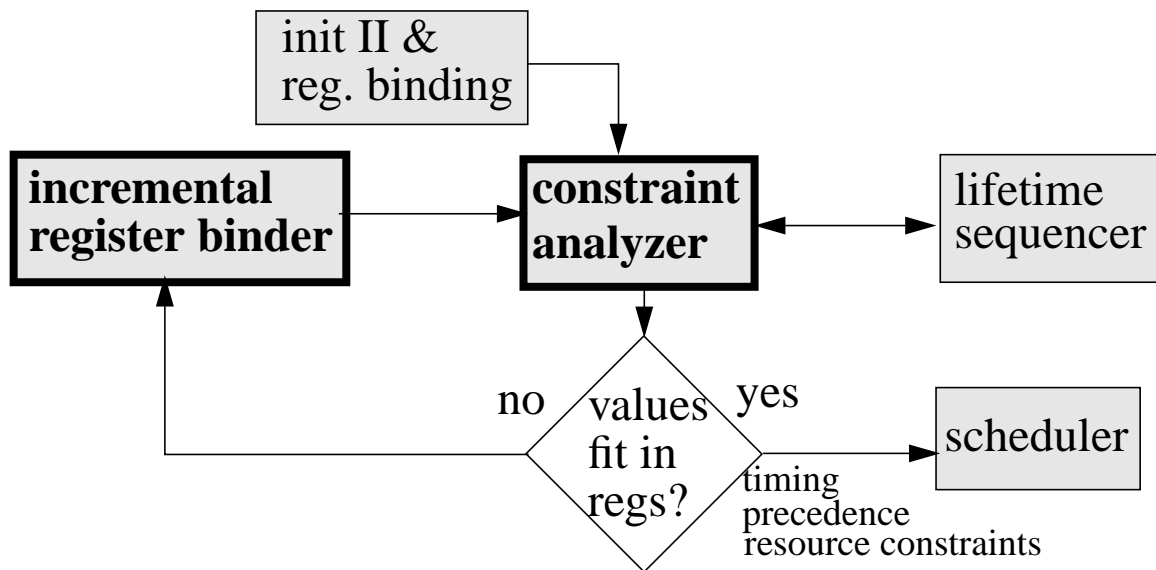 init II &
reg. binding
incremental
register binder
constraint
analyzer
lifetime
sequencer
no
values
fit in
regs?
yes
scheduler
timing
precedence
resource constraints